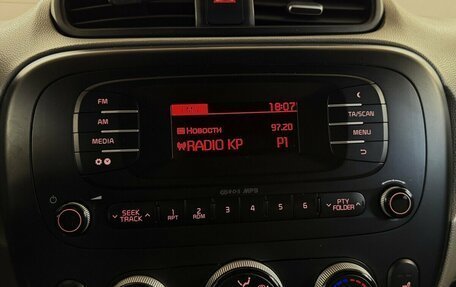 18:07
Новости 97.20
RADIO KP P1
FM
AM
MEDIA
TA/SCAN
MENU
SEEK TRACK
1 RPT
2 RDM
3
4
5
6
PTY FOLDER
MP3